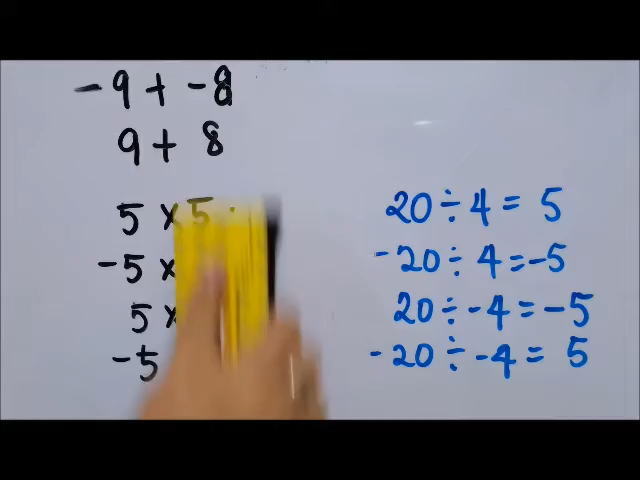 -9 + -8
9 + 8
5 × 5
-5 ×
5 ×
-5
20 ÷ 4 = 5
-20 ÷ 4 = -5
20 ÷ -4 = -5
-20 ÷ -4 = 5